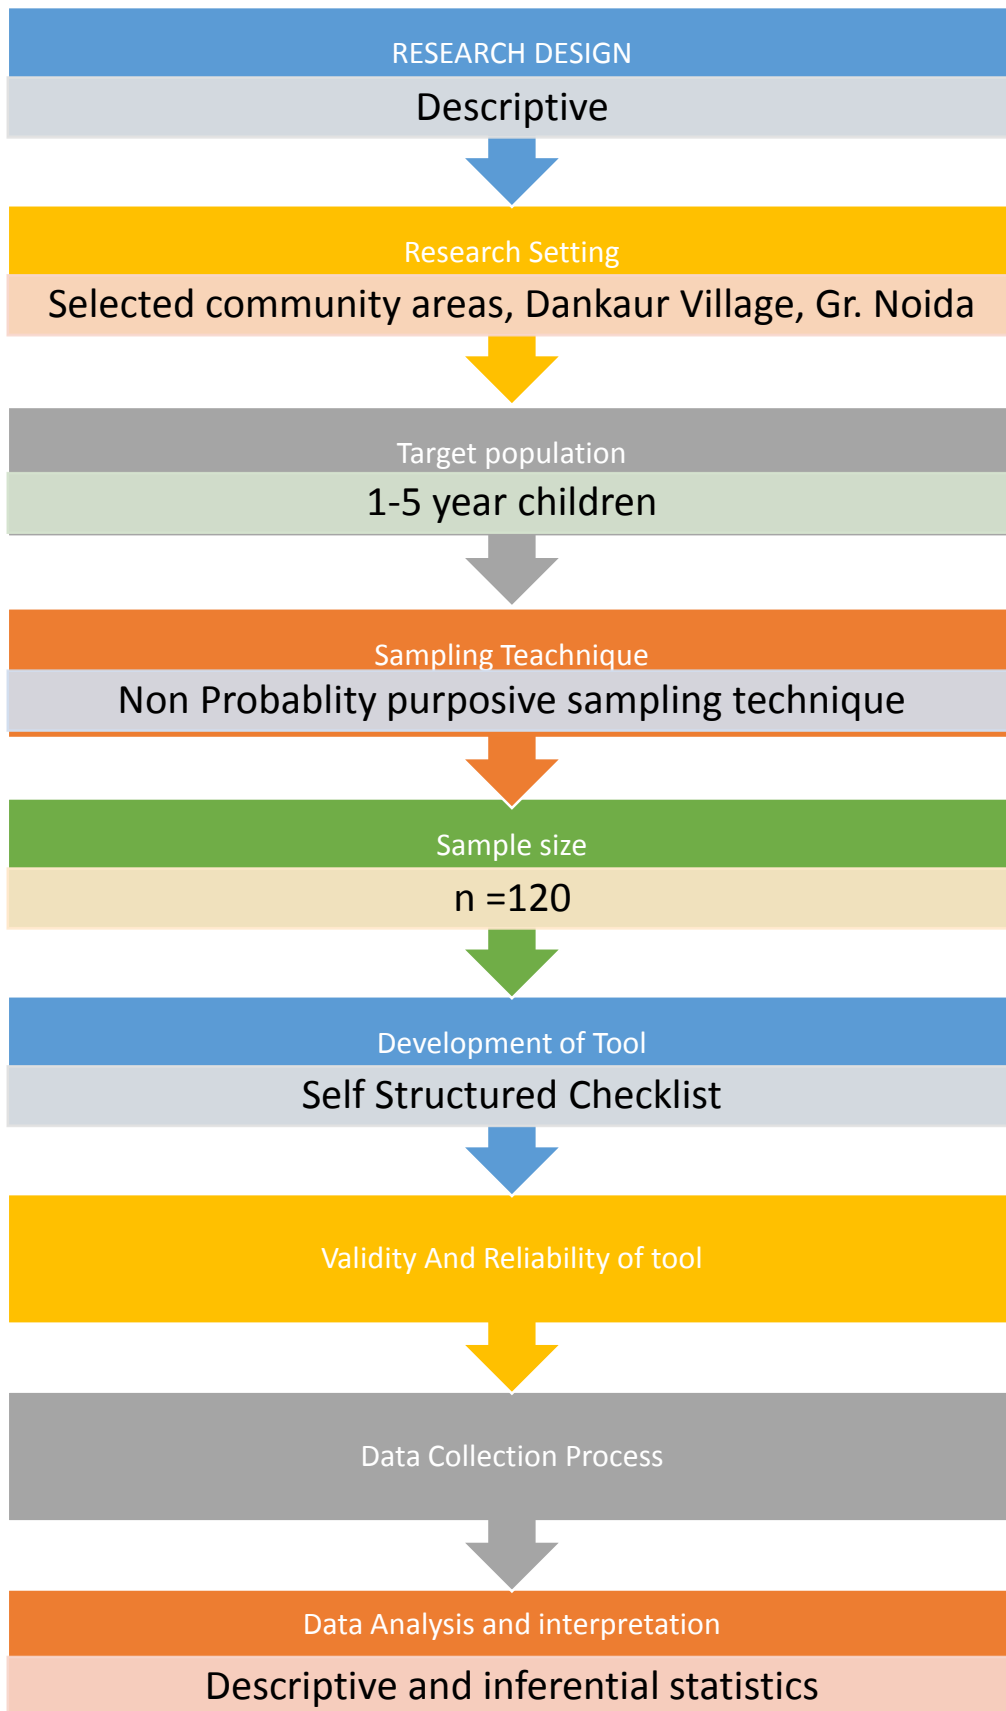 RESEARCH DESIGN
Descriptive
Research Setting
Selected community areas, Dankaur Village, Gr. Noida
Target population
1-5 year children
Sampling Teachnique
Non Probablity purposive sampling technique
Sample size
n =120
Development of Tool
Self Structured Checklist
Validity And Reliability of tool
Data Collection Process
Data Analysis and interpretation
Descriptive and inferential statistics